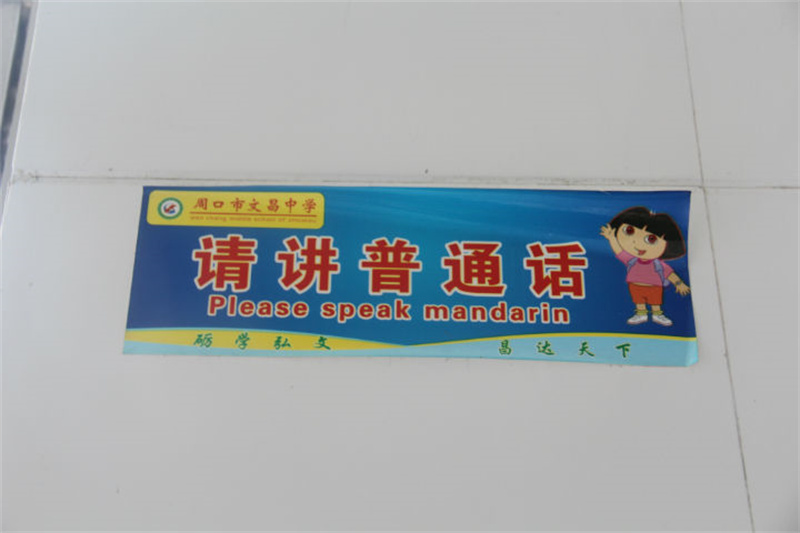 周口市文昌中学
请讲普通话
Please speak mandarin
砺学弘文 昌达天下